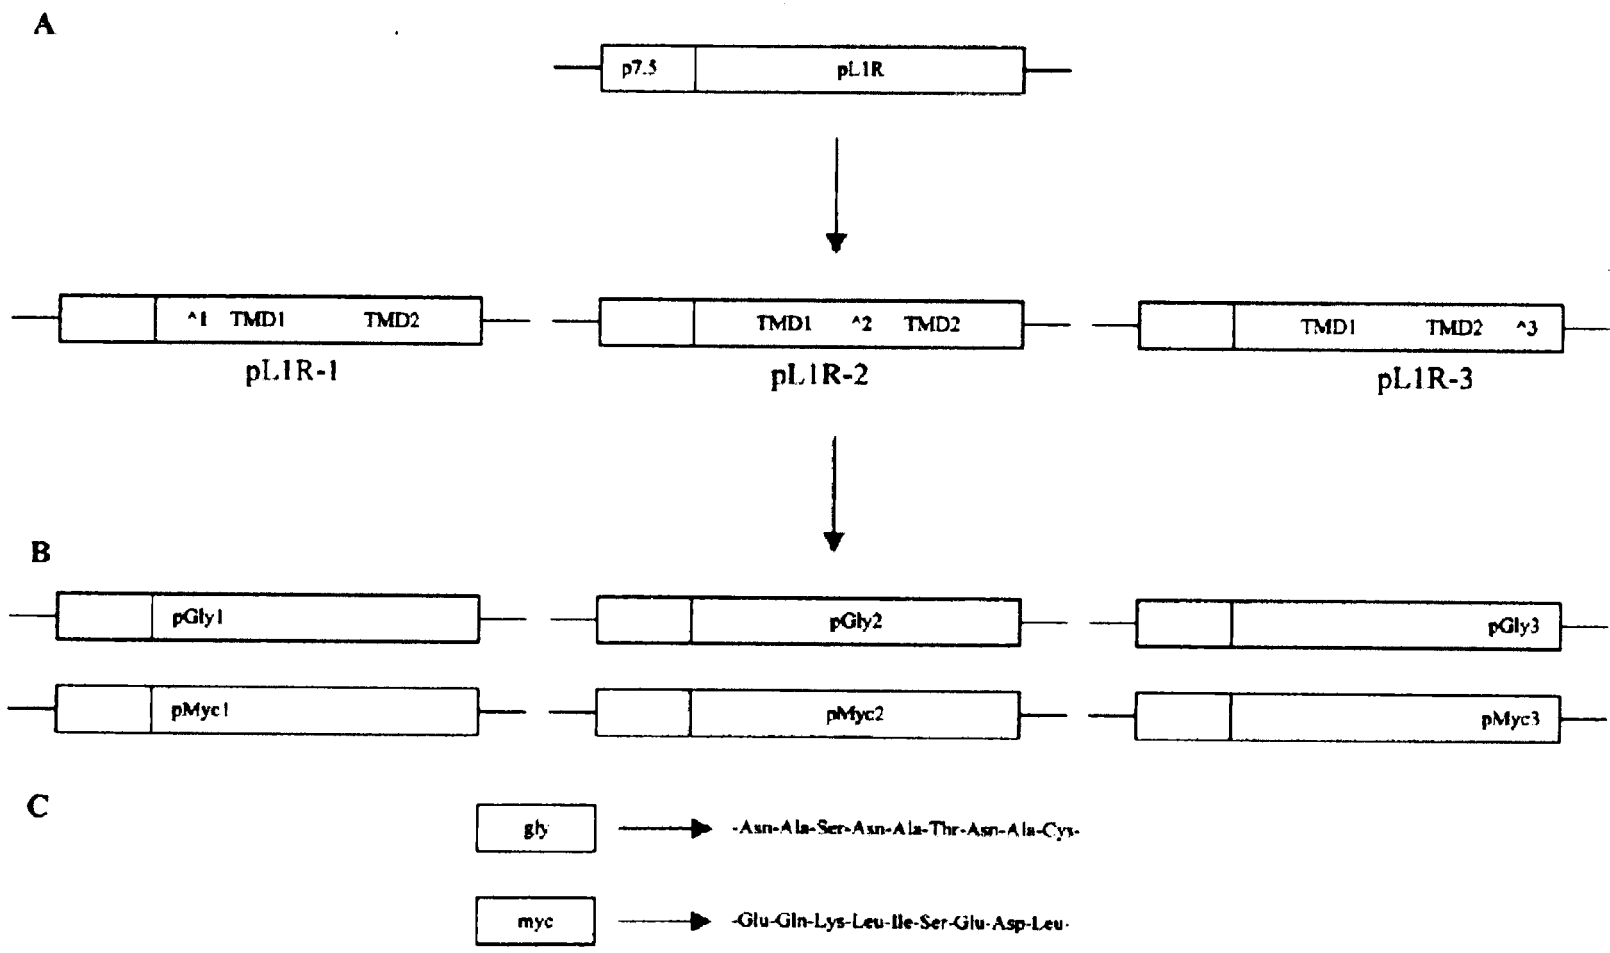 A
p7.5 pL1R
^1 TMD1 TMD2 TMD1 ^2 TMD2 TMD1 TMD2 ^3
pL1R-1 pL1R-2 pL1R-3
B
pGly1 pGly2 pGly3
pMyc1 pMyc2 pMyc3
C
gly -Asn-Ala-Ser-Asn-Ala-Thr-Asn-Ala-Cys-
myc -Glu-Gln-Lys-Leu-Ile-Ser-Glu-Asp-Leu-